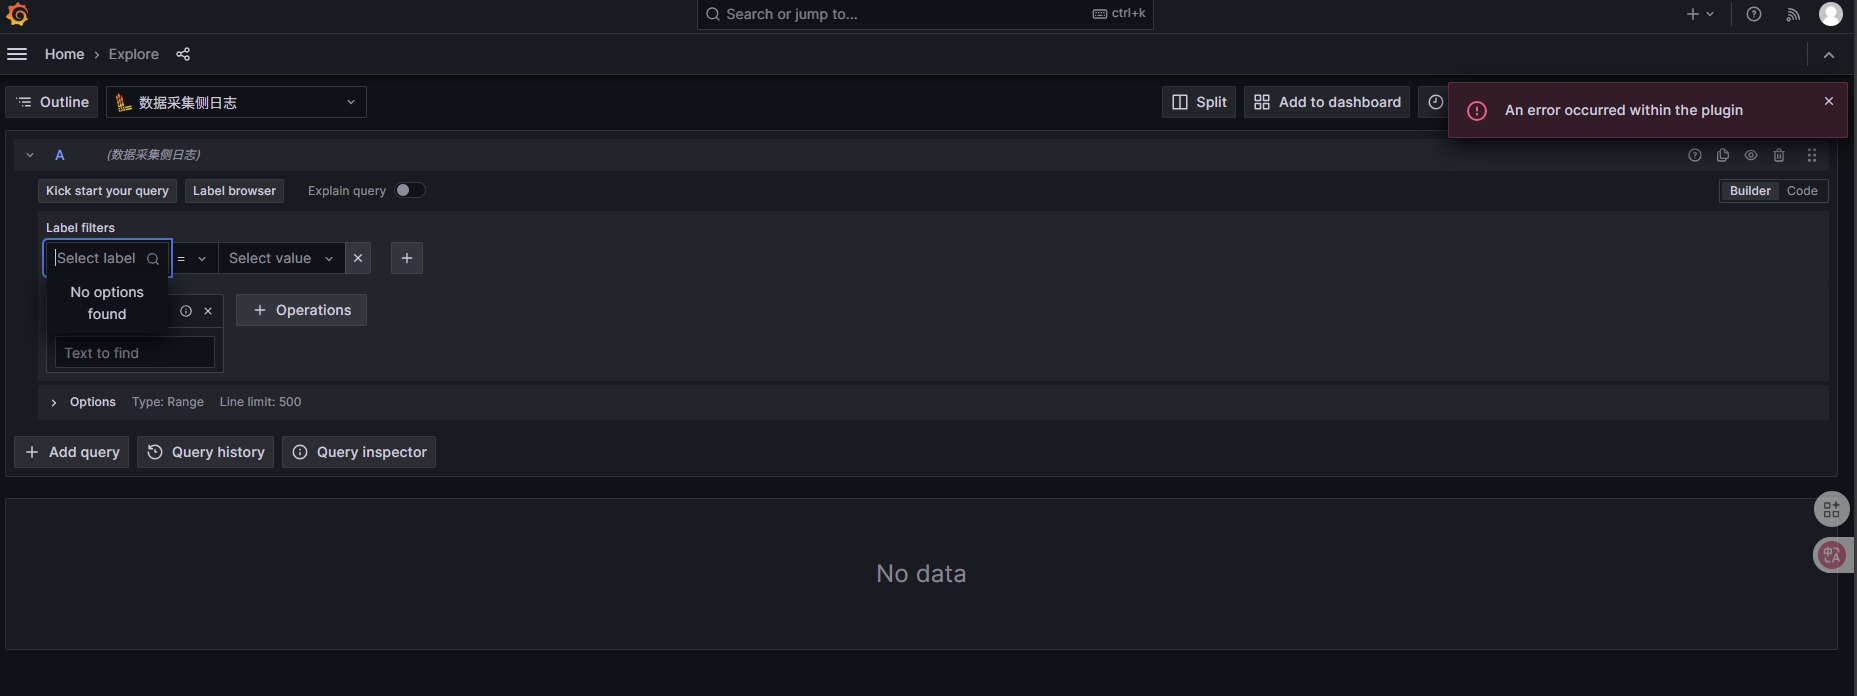 Search or jump to...
ctrl+k
Home
Explore
Outline
数据采集侧日志
Split
Add to dashboard
An error occurred within the plugin
A
(数据采集侧日志)
Kick start your query
Label browser
Explain query
Builder
Code
Label filters
Select label
=
Select value
No options
found
Operations
Text to find
Options
Type: Range
Line limit: 500
Add query
Query history
Query inspector
No data